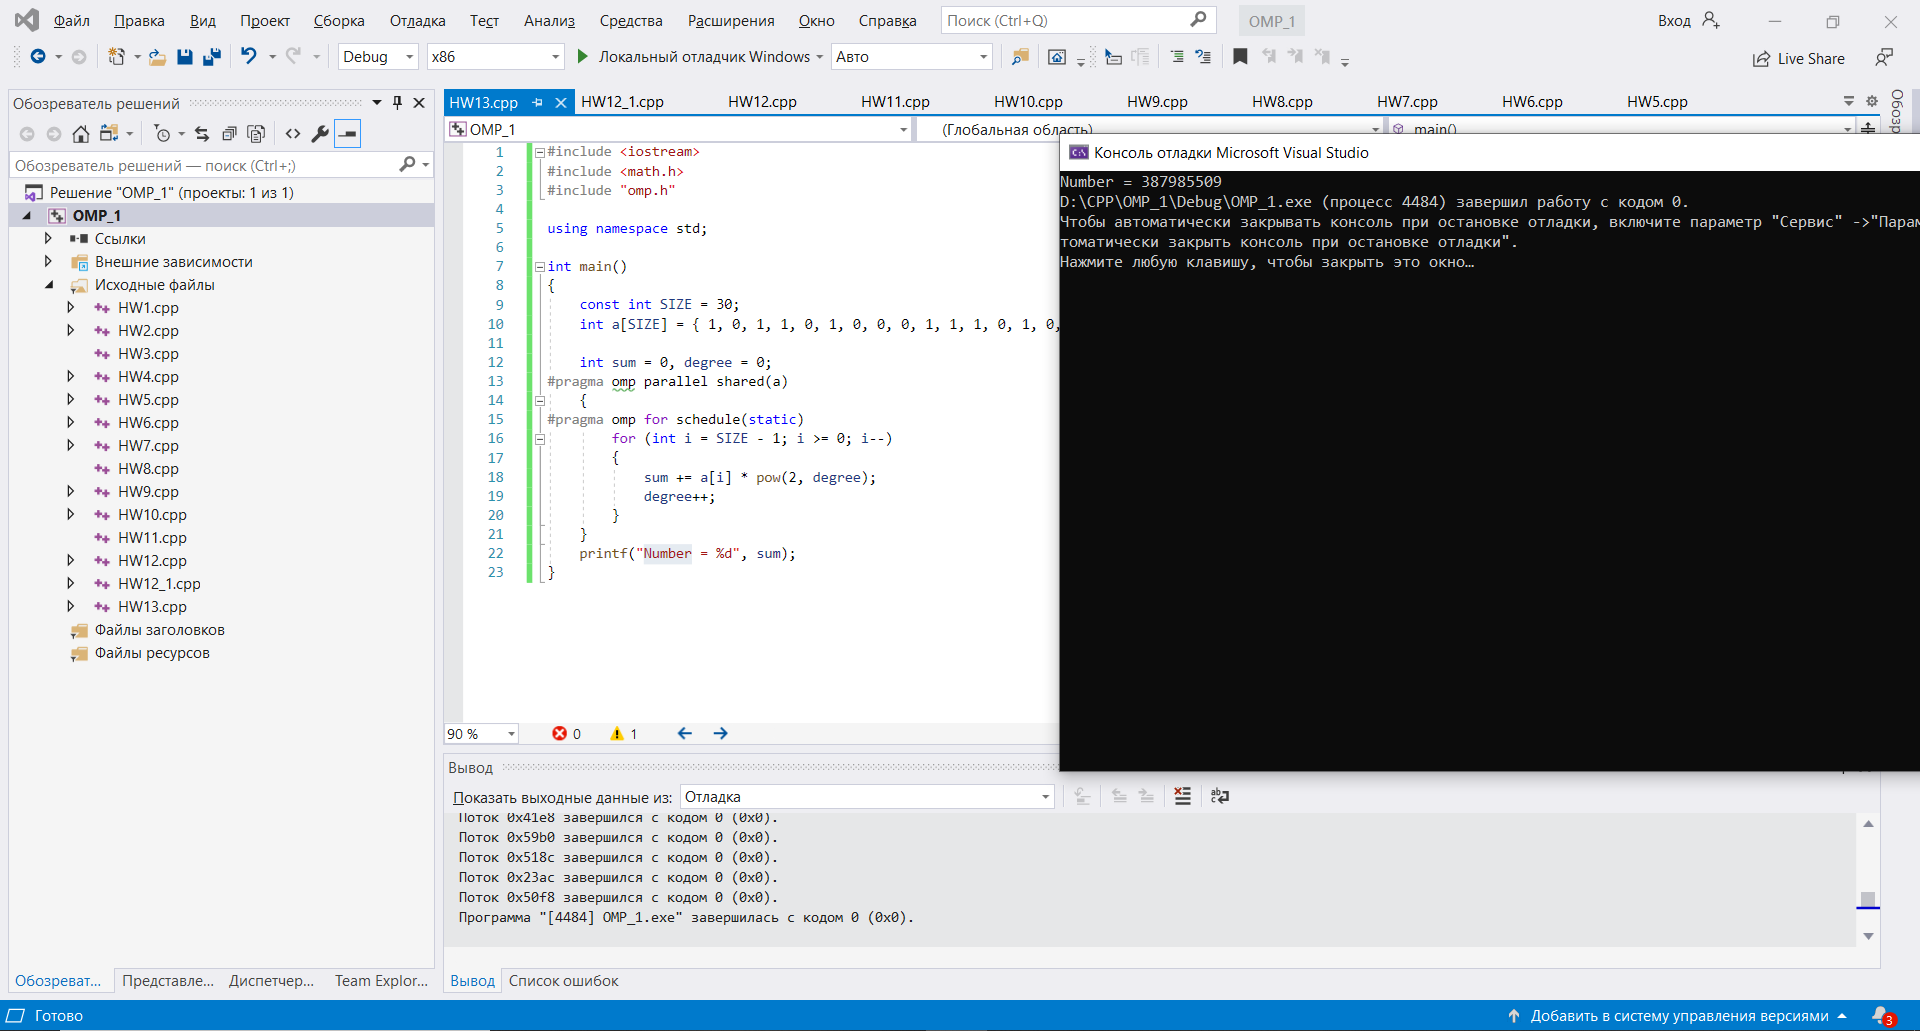 Файл Правка Вид Проект Сборка Отладка Тест Анализ Средства Расширения Окно Справка Поиск (Ctrl+Q) OMP_1 Вход
Debug x86 Локальный отладчик Windows Авто Live Share
Обозреватель решений
Обозреватель решений — поиск (Ctrl+;)
Решение "OMP_1" (проекты: 1 из 1)
OMP_1
Ссылки
Внешние зависимости
Исходные файлы
HW1.cpp
HW2.cpp
HW3.cpp
HW4.cpp
HW5.cpp
HW6.cpp
HW7.cpp
HW8.cpp
HW9.cpp
HW10.cpp
HW11.cpp
HW12.cpp
HW12_1.cpp
HW13.cpp
Файлы заголовков
Файлы ресурсов
Обозреват... Представле... Диспетчер... Team Explor...
HW13.cpp HW12_1.cpp HW12.cpp HW11.cpp HW10.cpp HW9.cpp HW8.cpp HW7.cpp HW6.cpp HW5.cpp
OMP_1 (Глобальная область) main()
1 #include <iostream>
2 #include <math.h>
3 #include "omp.h"
4
5 using namespace std;
6
7 int main()
8 {
9 const int SIZE = 30;
10 int a[SIZE] = { 1, 0, 1, 1, 0, 1, 0, 0, 0, 1, 1, 1, 0, 1, 0,
11
12 int sum = 0, degree = 0;
13 #pragma omp parallel shared(a)
14 {
15 #pragma omp for schedule(static)
16 for (int i = SIZE - 1; i >= 0; i--)
17 {
18 sum += a[i] * pow(2, degree);
19 degree++;
20 }
21 }
22 printf("Number = %d", sum);
23 }
90 % 0 1
Консоль отладки Microsoft Visual Studio
Number = 387985509
D:\CPP\OMP_1\Debug\OMP_1.exe (процесс 4484) завершил работу с кодом 0.
Чтобы автоматически закрывать консоль при остановке отладки, включите параметр "Сервис" ->"Парам
томатически закрыть консоль при остановке отладки".
Нажмите любую клавишу, чтобы закрыть это окно…
Обозр
Вывод
Показать выходные данные из: Отладка
Поток 0x41e8 завершился с кодом 0 (0x0).
Поток 0x59b0 завершился с кодом 0 (0x0).
Поток 0x518c завершился с кодом 0 (0x0).
Поток 0x23ac завершился с кодом 0 (0x0).
Поток 0x50f8 завершился с кодом 0 (0x0).
Программа "[4484] OMP_1.exe" завершилась с кодом 0 (0x0).
Вывод Список ошибок
Готово Добавить в систему управления версиями 3